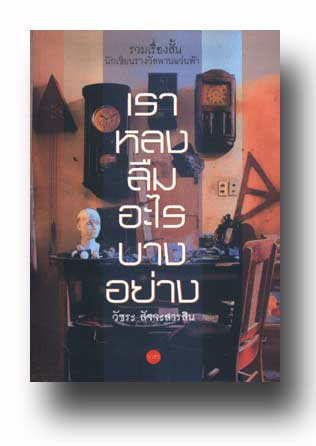 รวมเรื่องสั้น
นักเขียนรางวัลพานแว่นฟ้า
เรา
หลง
ลืม
อะไร
บาง
อย่าง
วัชระ สัจจะสารสิน